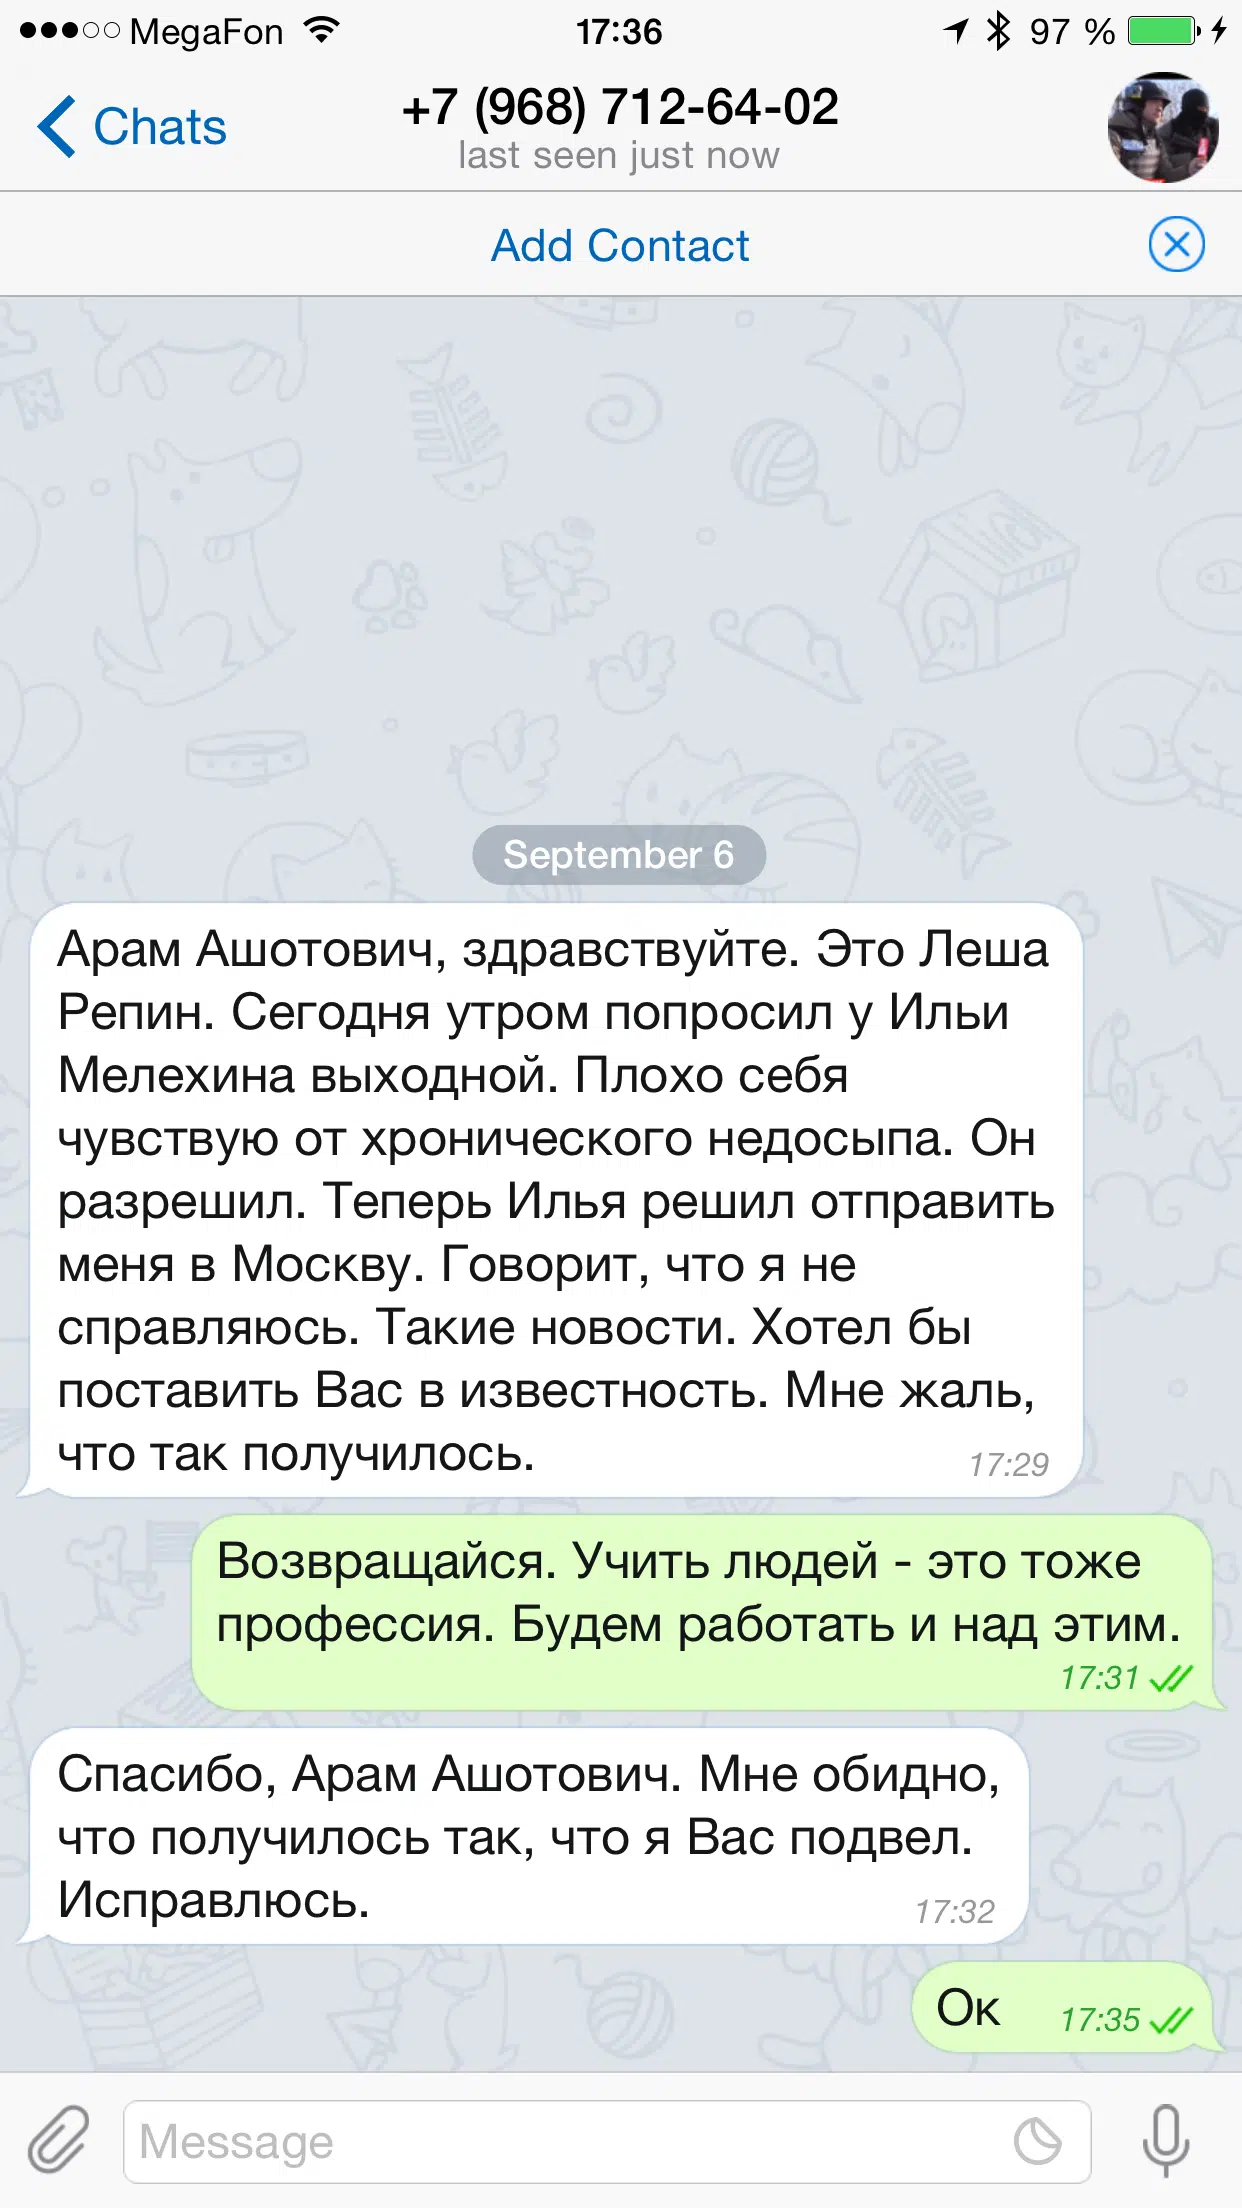 MegaFon
17:36
97 %
Chats
+7 (968) 712-64-02
last seen just now
Add Contact
September 6
Арам Ашотович, здравствуйте. Это Леша
Репин. Сегодня утром попросил у Ильи
Мелехина выходной. Плохо себя
чувствую от хронического недосыпа. Он
разрешил. Теперь Илья решил отправить
меня в Москву. Говорит, что я не
справляюсь. Такие новости. Хотел бы
поставить Вас в известность. Мне жаль,
что так получилось.
17:29
Возвращайся. Учить людей - это тоже
профессия. Будем работать и над этим.
17:31
Спасибо, Арам Ашотович. Мне обидно,
что получилось так, что я Вас подвел.
Исправлюсь.
17:32
Ок
17:35
Message